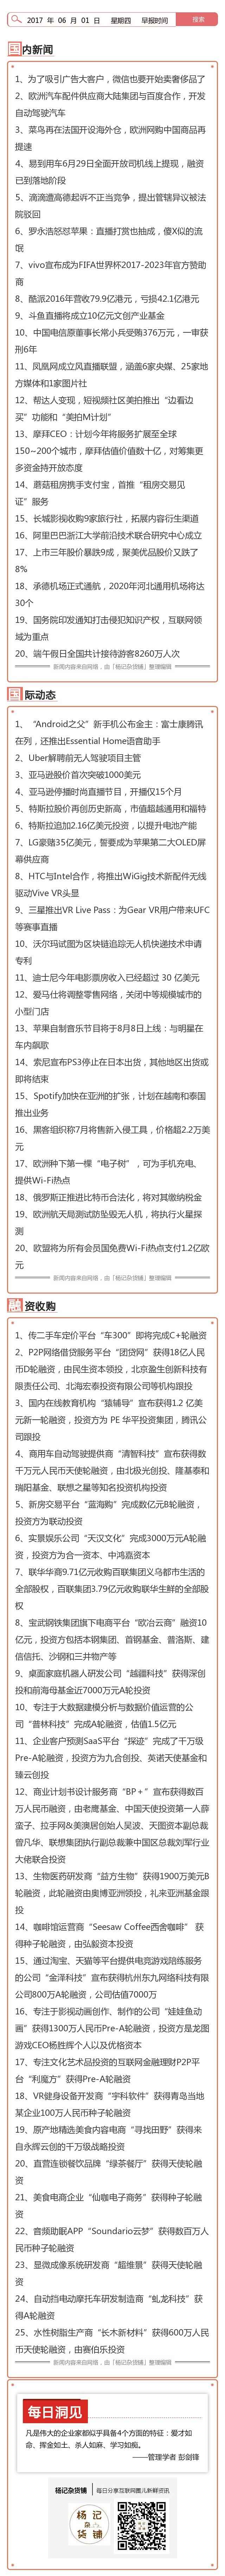 2017 年 06 月 01 日 星期四 早报时间 搜索
国内新闻
1、为了吸引广告大客户，微信也要开始卖奢侈品了
2、欧洲汽车配件供应商大陆集团与百度合作，开发
自动驾驶汽车
3、菜鸟再在法国开设海外仓，欧洲网购中国商品再
提速
4、易到用车6月29日全面开放司机线上提现，融资
已到落地阶段
5、滴滴遭高德起诉不正当竞争，提出管辖异议被法
院驳回
6、罗永浩怒怼苹果：直播打赏也抽成，傻X似的流
氓
7、vivo宣布成为FIFA世界杯2017-2023年官方赞助
商
8、酷派2016年营收79.9亿港元，亏损42.1亿港元
9、斗鱼直播将成立10亿元文创产业基金
10、中国电信原董事长常小兵受贿376万元，一审获
刑6年
11、凤凰网成立风直播联盟，涵盖6家央媒、25家地
方媒体和1家图片社
12、帮达人变现，短视频社区美拍推出“边看边
买”功能和“美拍M计划”
13、摩拜CEO：计划今年将服务扩展至全球
150~200个城市，摩拜估值价值数十亿，对筹集更
多资金持开放态度
14、蘑菇租房携手支付宝，首推“租房交易见
证”服务
15、长城影视收购9家旅行社，拓展内容衍生渠道
16、阿里巴巴浙江大学前沿技术联合研究中心成立
17、上市三年股价暴跌9成，聚美优品股价又跌了
8%
18、承德机场正式通航，2020年河北通用机场将达
30个
19、国务院印发通知打击侵犯知识产权，互联网领
域为重点
20、端午假日全国共计接待游客8260万人次
新闻内容来自网络，由「杨记杂货铺」整理编辑
国际动态
1、“Android之父”新手机公布金主：富士康腾讯
在列，还推出Essential Home语音助手
2、Uber解聘前无人驾驶项目主管
3、亚马逊股价首次突破1000美元
4、亚马逊停播时尚直播节目，开播仅15个月
5、特斯拉股价再创历史新高，市值超越通用和福特
6、特斯拉追加2.16亿美元投资，以提升电池产能
7、LG豪赌35亿美元，誓要成为苹果第二大OLED屏
幕供应商
8、HTC与Intel合作，将推出WiGig技术新配件无线
驱动Vive VR头显
9、三星推出VR Live Pass：为Gear VR用户带来UFC
等赛事直播
10、沃尔玛试图为区块链追踪无人机快递技术申请
专利
11、迪士尼今年电影票房收入已经超过 30 亿美元
12、爱马仕将调整零售网络，关闭中等规模城市的
小型门店
13、苹果自制音乐节目将于8月8日上线：与明星在
车内飙歌
14、索尼宣布PS3停止在日本出货，其他地区出货或
即将结束
15、Spotify加快在亚洲的扩张，计划在越南和泰国
推出业务
16、黑客组织称7月将售新入侵工具，价格超2.2万美
元
17、欧洲种下第一棵“电子树”，可为手机充电、
提供Wi-Fi热点
18、俄罗斯正推进比特币合法化，将对其缴纳税金
19、欧洲航天局测试防坠毁无人机，将执行火星探
测
20、欧盟将为所有会员国免费Wi-Fi热点支付1.2亿欧
元
新闻内容来自网络，由「杨记杂货铺」整理编辑
融资收购
1、传二手车定价平台“车300”即将完成C+轮融资
2、P2P网络借贷服务平台“团贷网”获得18亿人民
币D轮融资，由民生资本领投，北京盈生创新科技有
限责任公司、北海宏泰投资有限公司等机构跟投
3、国内在线教育机构“猿辅导”宣布获得1.2 亿美
元新一轮融资，投资方为 PE 华平投资集团，腾讯公
司跟投
4、商用车自动驾驶提供商“清智科技”宣布获得数
千万元人民币天使轮融资，由北极光创投、隆基泰和
瑞阳基金、联想之星等知名投资机构投资
5、新房交易平台“蓝海购”完成数亿元B轮融资，
投资方为联动投资
6、实景娱乐公司“天汉文化”完成3000万元A轮融
资，投资方为合一资本、中鸿嘉资本
7、联华华商9.71亿元收购百联集团义乌都市生活的
全部股权，百联集团3.79亿元收购联华生鲜的全部股
权
8、宝武钢铁集团旗下电商平台“欧冶云商”融资10
亿元，投资方包括本钢集团、首钢基金、普洛斯、建
信信托、沙钢和三井物产等
9、桌面家庭机器人研发公司“越疆科技”获得深创
投和前海母基金近7000万元A轮投资
10、专注于大数据建模分析与数据价值运营的公
司“普林科技”完成A轮融资，估值1.5亿元
11、企业客户预测SaaS平台“探迹”完成了千万级
Pre-A轮融资，投资方为九合创投、英诺天使基金和
臻云创投
12、商业计划书设计服务商“BP＋”宣布获得数百
万人民币融资，由老鹰基金、中国天使投资第一人薛
蛮子、拉手网&美澳居创始人吴波、天图资本副总裁
曾凡华、联想集团执行副总裁兼中国区总裁刘军行业
大佬联合投资
13、生物医药研发商“益方生物”获得1900万美元B
轮融资，此轮融资由奥博亚洲领投，礼来亚洲基金跟
投
14、咖啡馆运营商“Seesaw Coffee西舍咖啡” 获
得种子轮融资，由弘毅资本投资
15、通过淘宝、天猫等平台提供电竞游戏陪练服务
的公司“金泽科技”宣布获得杭州东九网络科技有限
公司800万A轮融资，公司估值7000万
16、专注于影视动画创作、制作的公司“娃娃鱼动
画”获得1300万人民币Pre-A轮融资，投资方是龙图
游戏CEO杨胜辉个人以及优格资本
17、专注文化艺术品投资的互联网金融理财P2P平
台“利魔方”获得Pre-A轮融资
18、VR健身设备开发商“宇科软件”获得青岛当地
某企业100万人民币种子轮融资
19、原产地精选美食内容电商“寻找田野”获得来
自永辉云创的千万级战略投资
20、直营连锁餐饮品牌“绿茶餐厅”获得天使轮融
资
21、美食电商企业“仙咖电子商务”获得种子轮融
资
22、音频助眠APP“Soundario云梦”获得数百万人
民币种子轮融资
23、显微成像系统研发商“超维景”获得天使轮融
资
24、自动挡电动摩托车研发制造商“虬龙科技”获
得A轮融资
25、水性树脂生产商“长木新材料”获得600万人民
币天使轮融资，由赛伯乐投资
新闻内容来自网络，由「杨记杂货铺」整理编辑
每日洞见
凡是伟大的企业家都似乎具备4个方面的特征：爱才如
命、挥金如土、杀人如麻、学习如痴。
——管理学者 彭剑锋
杨记杂货铺 每日分享互联网圈儿新鲜资讯
杨记
杂
货铺